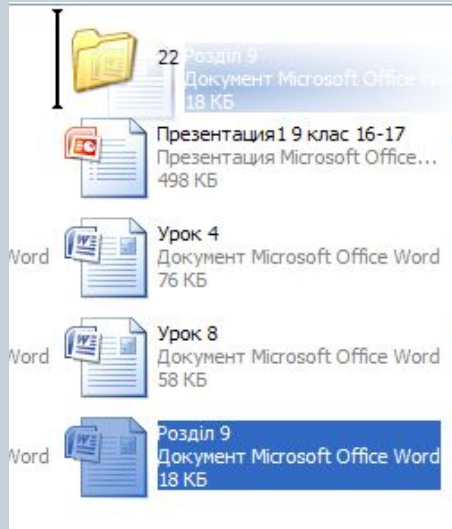 22 Розділ 9
Документ Microsoft Office Wo
18 КБ
Презентация1 9 клас 16-17
Презентация Microsoft Office...
498 КБ
Урок 4
Word Документ Microsoft Office Word
76 КБ
Урок 8
Word Документ Microsoft Office Word
58 КБ
Розділ 9
Word Документ Microsoft Office Word
18 КБ